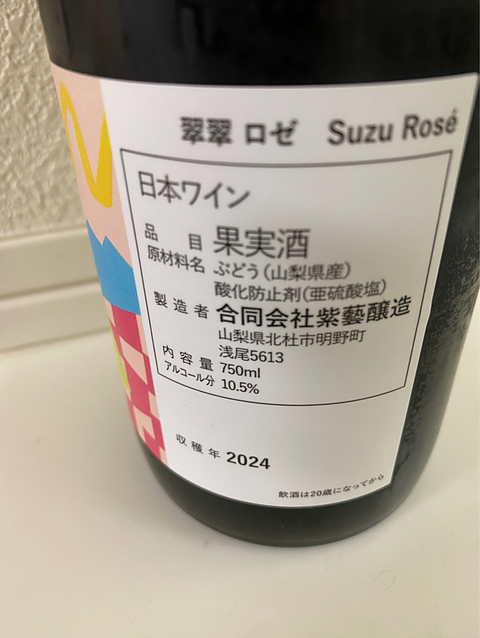 翠翠 ロゼ Suzu Rosé
日本ワイン
品目 果実酒
原材料名 ぶどう(山梨県産)
酸化防止剤(亜硫酸塩)
製造者 合同会社紫藝醸造
山梨県北杜市明野町
浅尾5613
内容量 750ml
アルコール分 10.5%
収穫年 2024
飲酒は20歳になってから